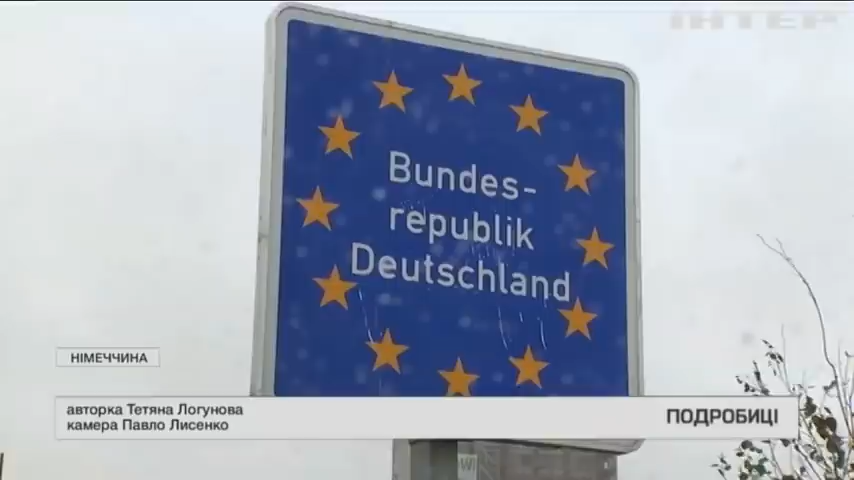 ІНТЕР
Bundes-
republik
Deutschland
НІМЕЧЧИНА
авторка Тетяна Логунова
камера Павло Лисенко
ПОДРОБИЦІ